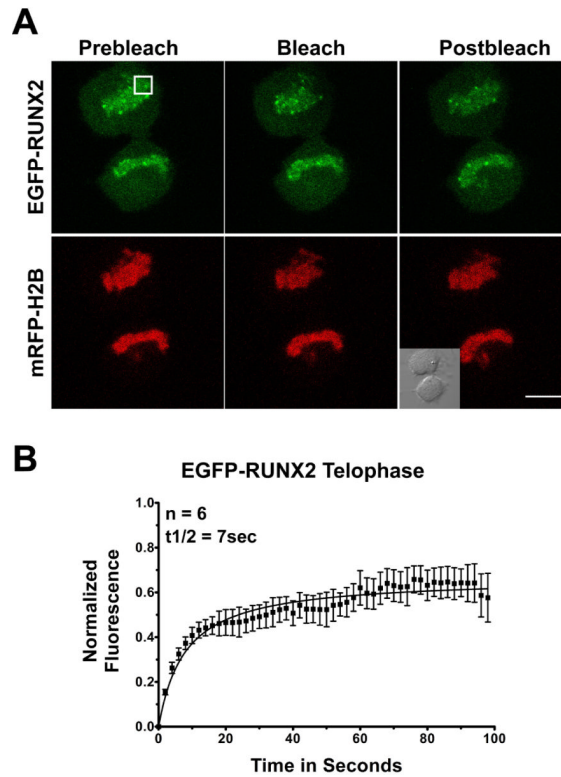 A
Prebleach Bleach Postbleach
EGFP-RUNX2
mRFP-H2B
B
EGFP-RUNX2 Telophase
n = 6
t1/2 = 7sec
Normalized
Fluorescence
1.0
0.8
0.6
0.4
0.2
0.0
0 20 40 60 80 100
Time in Seconds